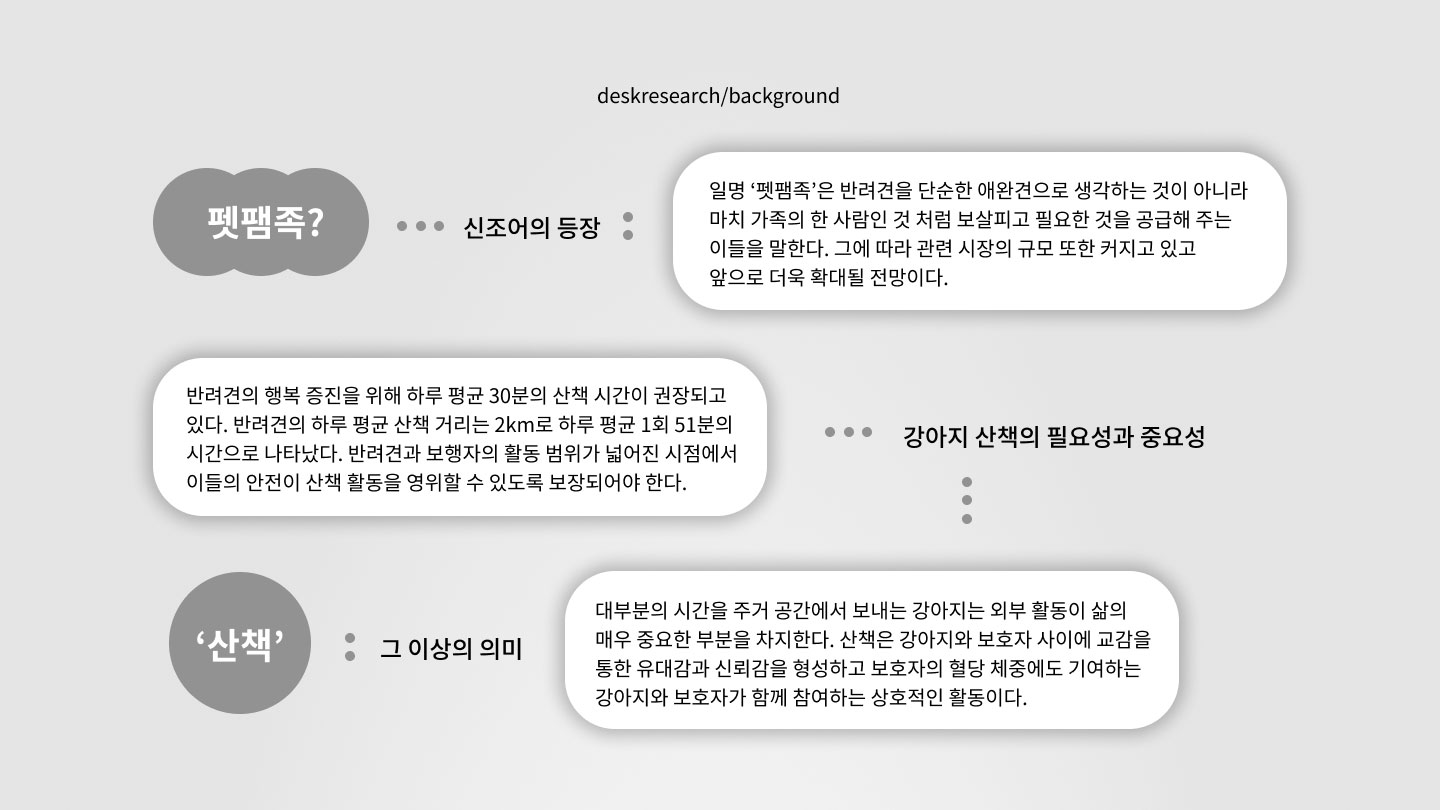 deskresearch/background
펫팸족?
신조어의 등장
일명 ‘펫팸족’은 반려견을 단순한 애완견으로 생각하는 것이 아니라
마치 가족의 한 사람인 것 처럼 보살피고 필요한 것을 공급해 주는
이들을 말한다. 그에 따라 관련 시장의 규모 또한 커지고 있고
앞으로 더욱 확대될 전망이다.
반려견의 행복 증진을 위해 하루 평균 30분의 산책 시간이 권장되고
있다. 반려견의 하루 평균 산책 거리는 2km로 하루 평균 1회 51분의
시간으로 나타났다. 반려견과 보행자의 활동 범위가 넓어진 시점에서
이들의 안전이 산책 활동을 영위할 수 있도록 보장되어야 한다.
강아지 산책의 필요성과 중요성
‘산책’
그 이상의 의미
대부분의 시간을 주거 공간에서 보내는 강아지는 외부 활동이 삶의
매우 중요한 부분을 차지한다. 산책은 강아지와 보호자 사이에 교감을
통한 유대감과 신뢰감을 형성하고 보호자의 혈당 체중에도 기여하는
강아지와 보호자가 함께 참여하는 상호적인 활동이다.